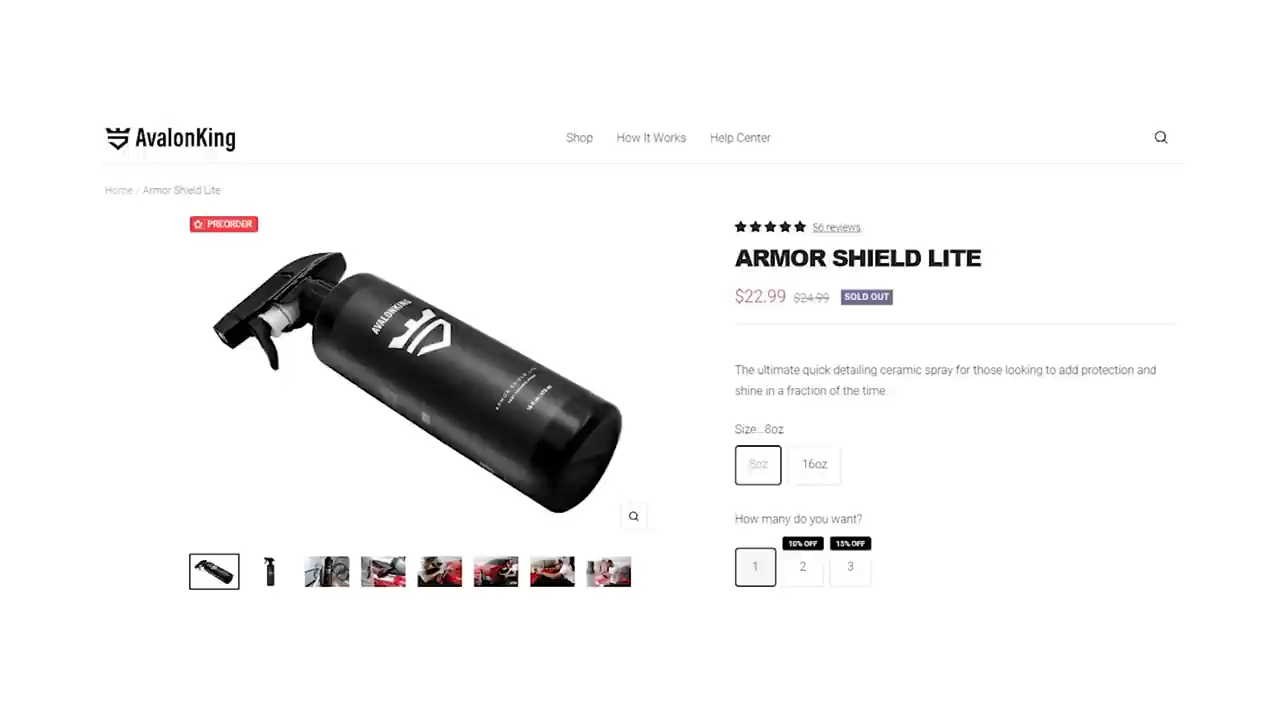 AvalonKing
Shop How It Works Help Center
Home / Armor Shield Lite
PREORDER
56 reviews
ARMOR SHIELD LITE
$22.99 $24.99 SOLD OUT
AVALONKING
ARMOR SHIELD
The ultimate quick detailing ceramic spray for those looking to add protection and
shine in a fraction of the time.
Size: 8oz
8oz 16oz
How many do you want?
10% OFF 15% OFF
1 2 3